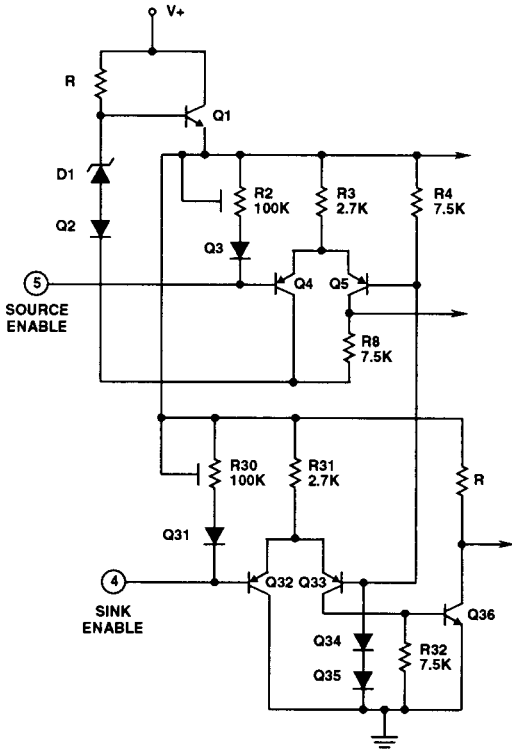 V+
R
Q1
D1
R2
100K
R3
2.7K
R4
7.5K
Q2
Q3
5
Q4
Q5
SOURCE
ENABLE
R8
7.5K
R30
100K
R31
2.7K
R
Q31
4
Q32
Q33
SINK
ENABLE
Q36
Q34
R32
7.5K
Q35